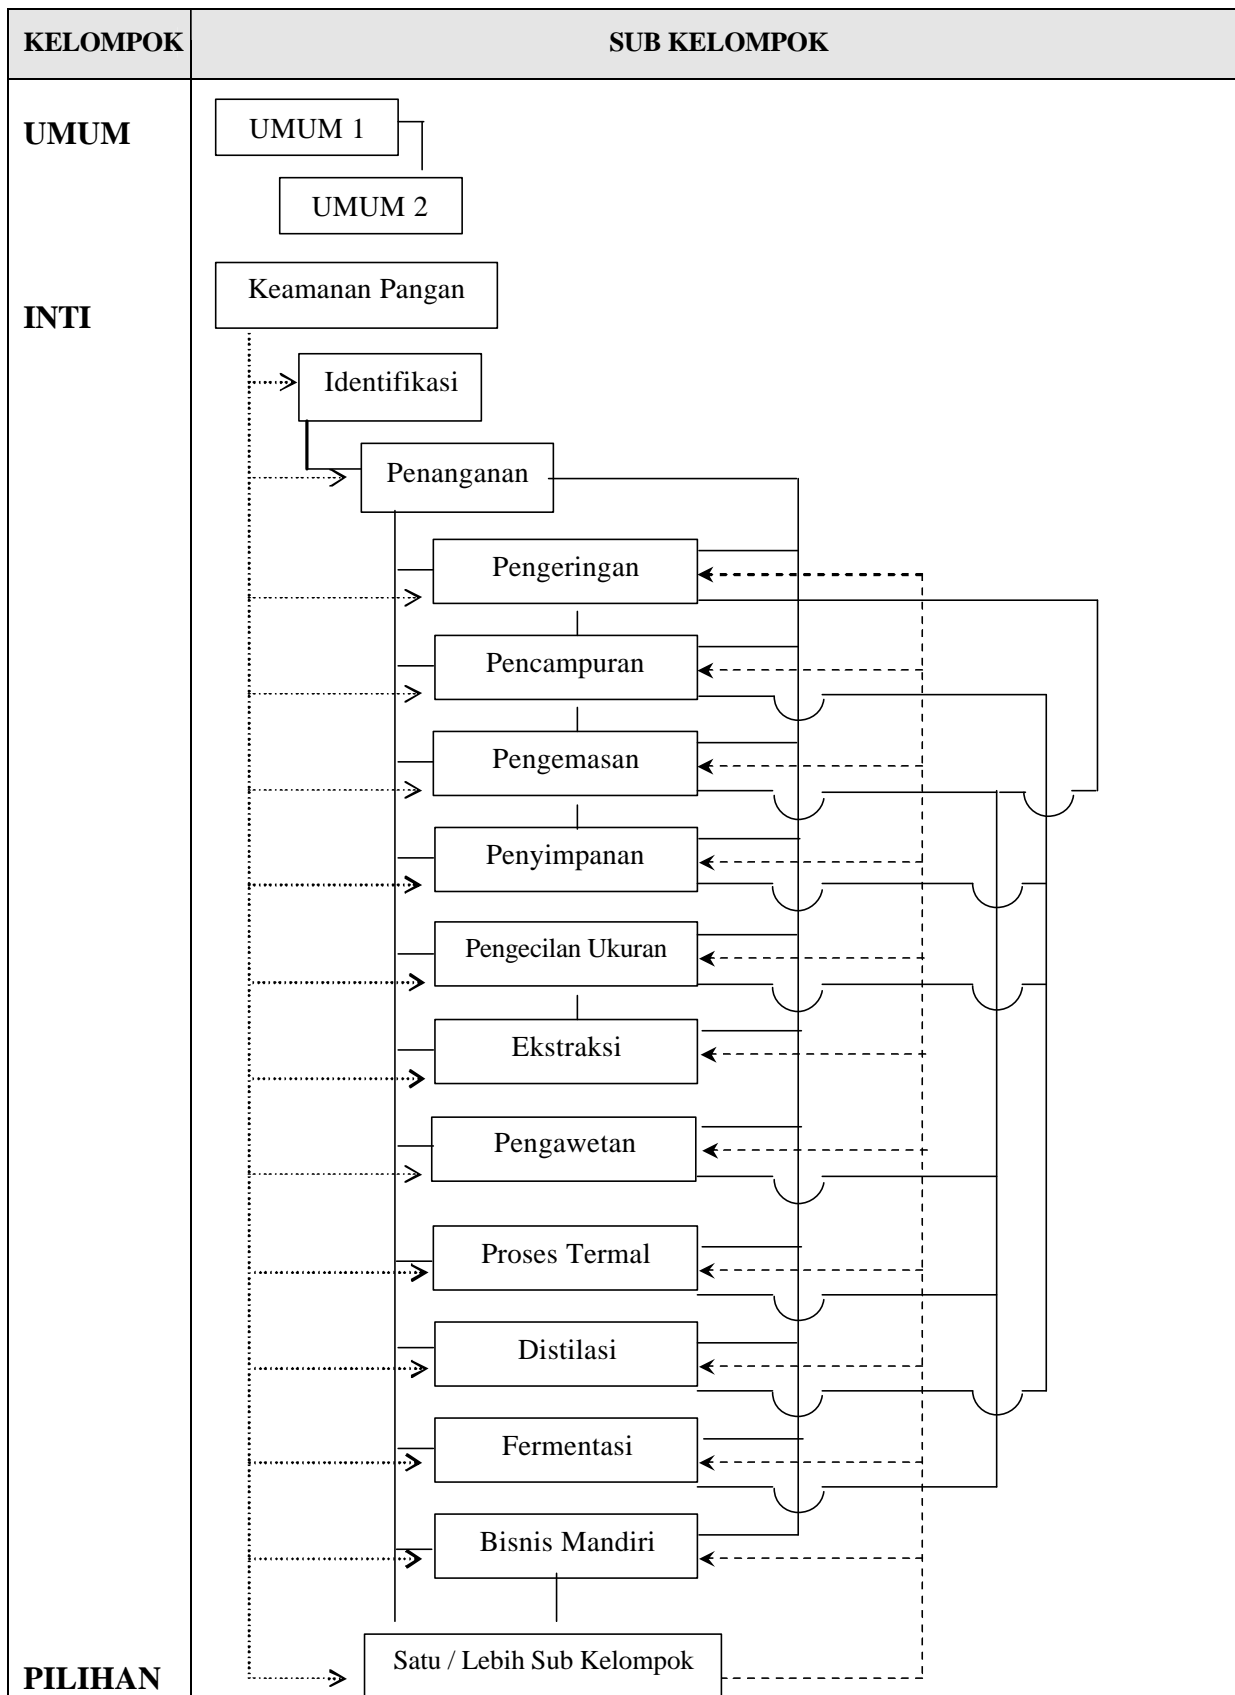 KELOMPOK SUB KELOMPOK
UMUM
UMUM 1
UMUM 2
INTI
Keamanan Pangan
Identifikasi
Penanganan
Pengeringan
Pencampuran
Pengemasan
Penyimpanan
Pengecilan Ukuran
Ekstraksi
Pengawetan
Proses Termal
Distilasi
Fermentasi
Bisnis Mandiri
PILIHAN
Satu / Lebih Sub Kelompok